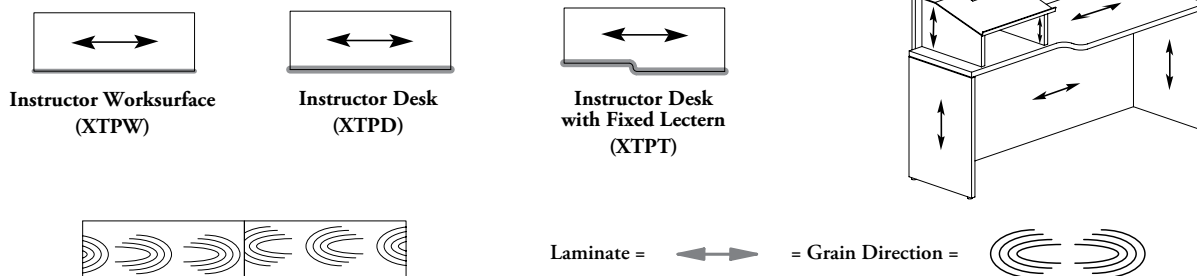 Instructor Worksurface
(XTPW)
Instructor Desk
(XTPD)
Instructor Desk
with Fixed Lectern
(XTPT)
Laminate = = Grain Direction =